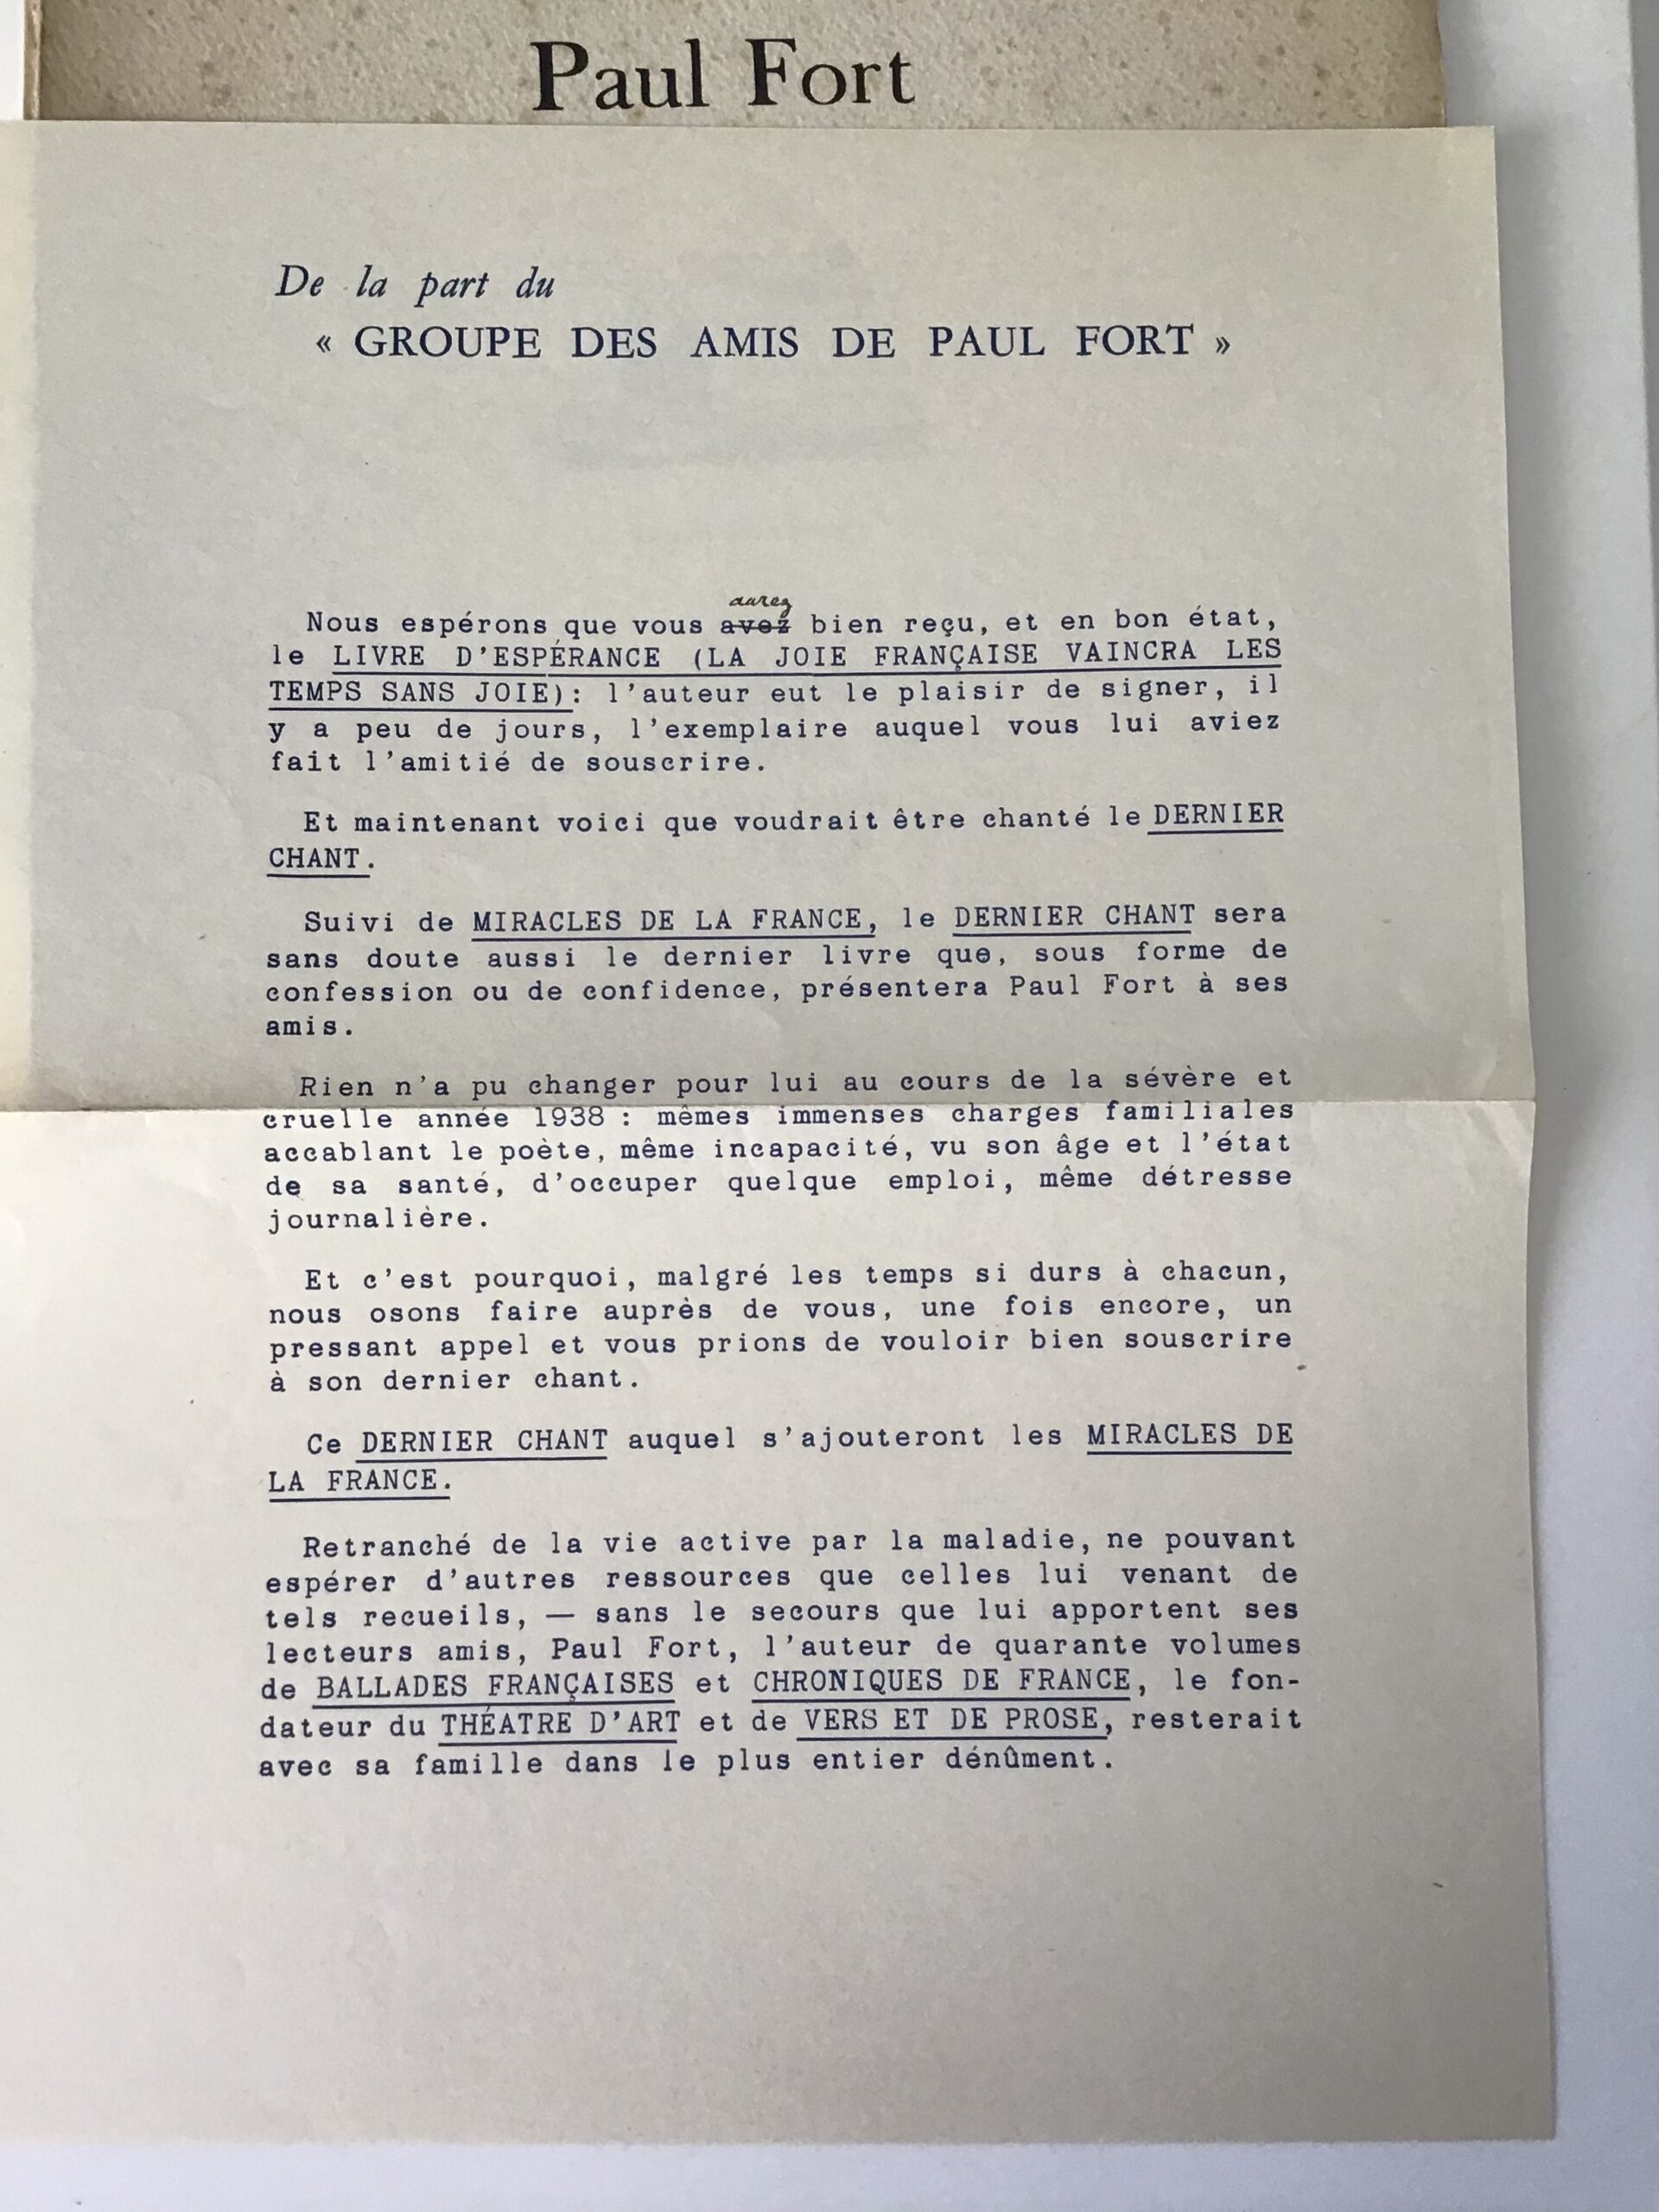 Paul Fort
De la part du
« GROUPE DES AMIS DE PAUL FORT »
aurez
Nous espérons que vous avez bien reçu, et en bon état,
le LIVRE D'ESPÉRANCE (LA JOIE FRANÇAISE VAINCRA LES
TEMPS SANS JOIE): l'auteur eut le plaisir de signer, il
y a peu de jours, l'exemplaire auquel vous lui aviez
fait l'amitié de souscrire.
Et maintenant voici que voudrait être chanté le DERNIER
CHANT.
Suivi de MIRACLES DE LA FRANCE, le DERNIER CHANT sera
sans doute aussi le dernier livre que, sous forme de
confession ou de confidence, présentera Paul Fort à ses
amis.
Rien n'a pu changer pour lui au cours de la sévère et
cruelle année 1938 : mêmes immenses charges familiales
accablant le poète, même incapacité, vu son âge et l'état
de sa santé, d'occuper quelque emploi, même détresse
journalière.
Et c'est pourquoi, malgré les temps si durs à chacun,
nous osons faire auprès de vous, une fois encore, un
pressant appel et vous prions de vouloir bien souscrire
à son dernier chant.
Ce DERNIER CHANT auquel s'ajouteront les MIRACLES DE
LA FRANCE.
Retranché de la vie active par la maladie, ne pouvant
espérer d'autres ressources que celles lui venant de
tels recueils, — sans le secours que lui apportent ses
lecteurs amis, Paul Fort, l'auteur de quarante volumes
de BALLADES FRANÇAISES et CHRONIQUES DE FRANCE, le fon-
dateur du THÉATRE D'ART et de VERS ET DE PROSE, resterait
avec sa famille dans le plus entier dénûment.